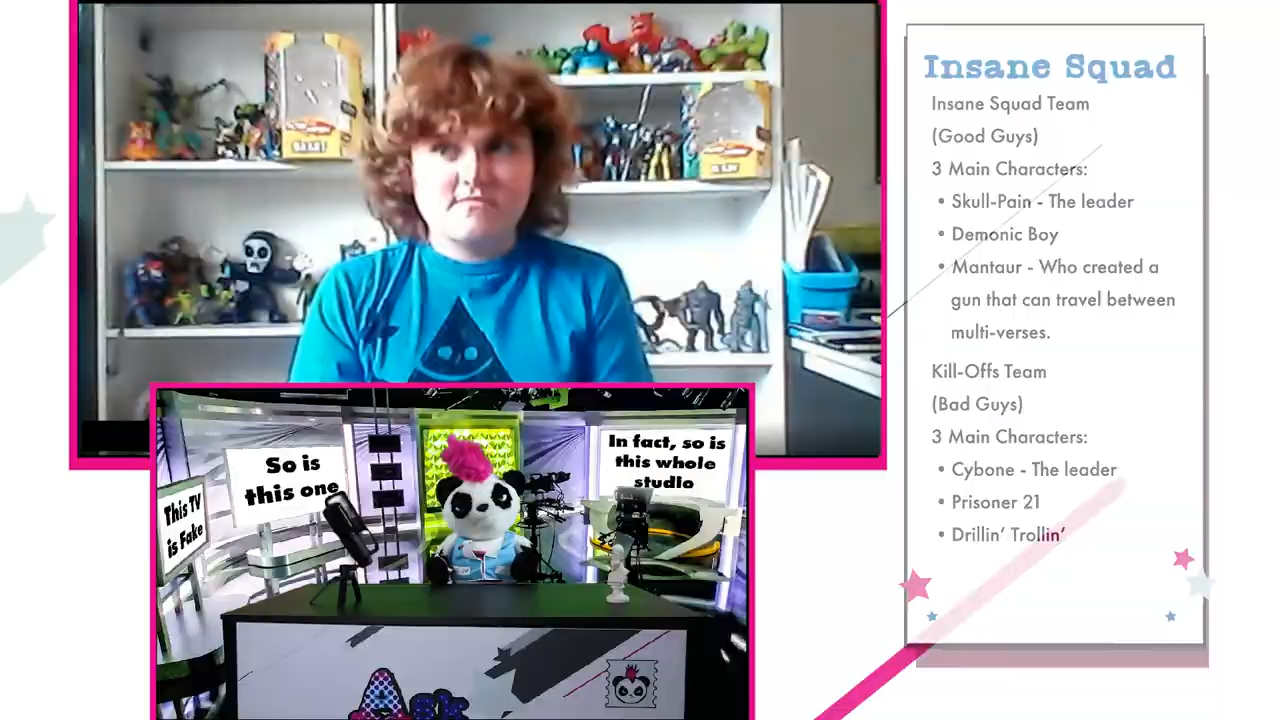 Insane Squad
Insane Squad Team
(Good Guys)
3 Main Characters:
• Skull-Pain - The leader
• Demonic Boy
• Mantaur - Who created a
gun that can travel between
multi-verses.
Kill-Offs Team
(Bad Guys)
3 Main Characters:
• Cybone - The leader
• Prisoner 21
• Drillin’ Trollin’
This TV
is Fake
So is
this one
In fact, so is
this whole
studio
Ask